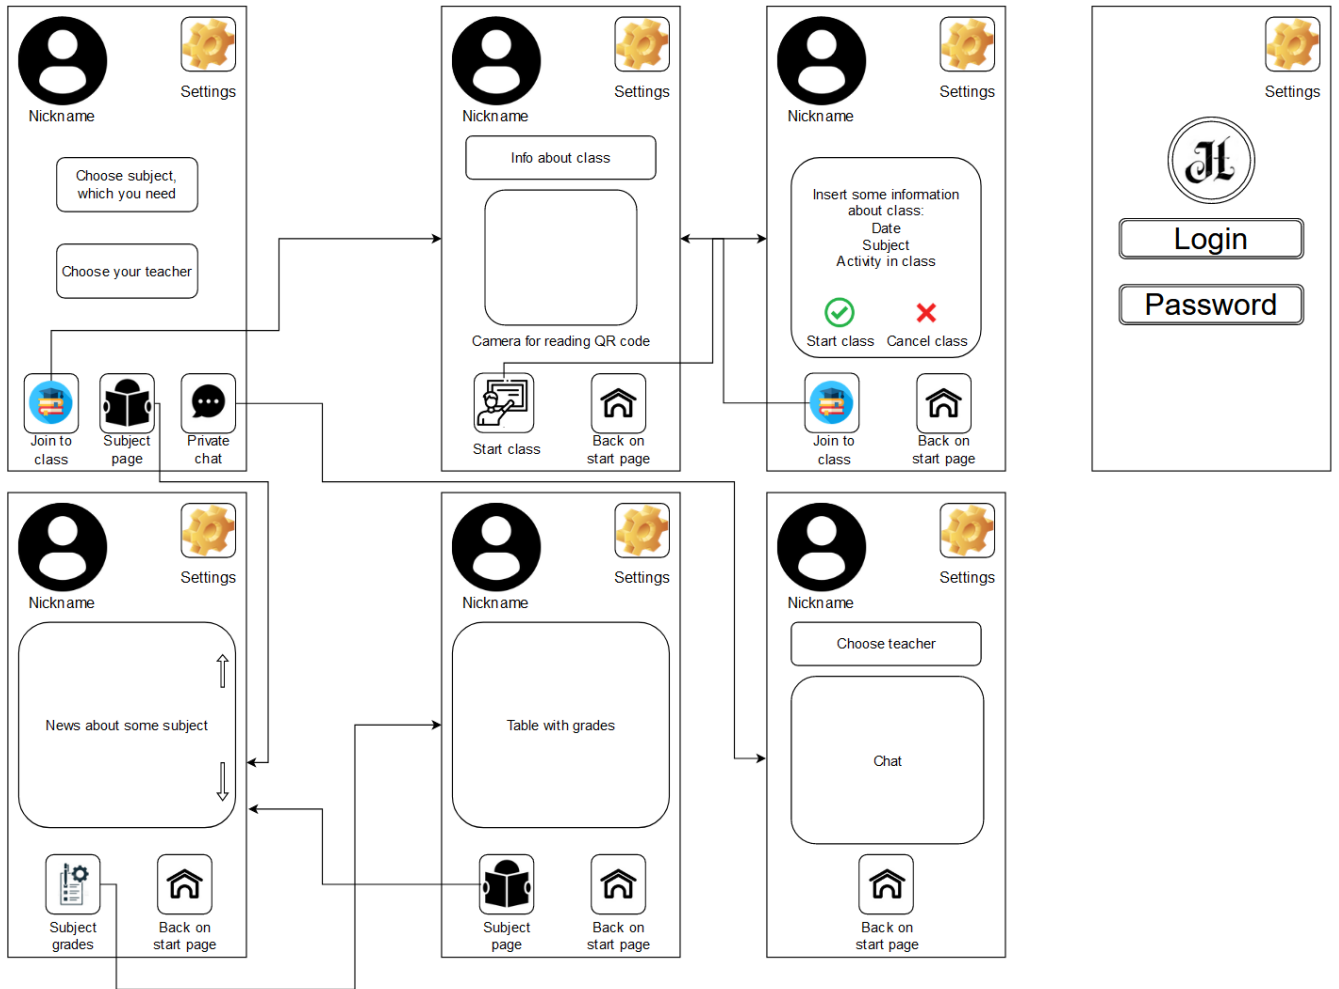 Settings
Nickname
Choose subject,
which you need
Choose your teacher
Join to
class
Subject
page
Private
chat
Settings
Nickname
Info about class
Camera for reading QR code
Start class
Back on
start page
Settings
Nickname
Insert some information
about class:
Date
Subject
Activity in class
Start class
Cancel class
Join to
class
Back on
start page
Settings
Login
Password
Settings
Nickname
News about some subject
Subject
grades
Back on
start page
Settings
Nickname
Table with grades
Subject
page
Back on
start page
Settings
Nickname
Choose teacher
Chat
Back on
start page